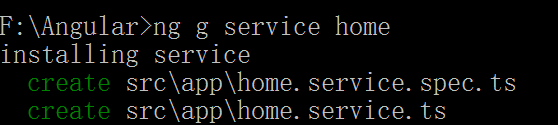 F:\Angular>ng g service home
installing service
  create src\app\home.service.spec.ts
  create src\app\home.service.ts